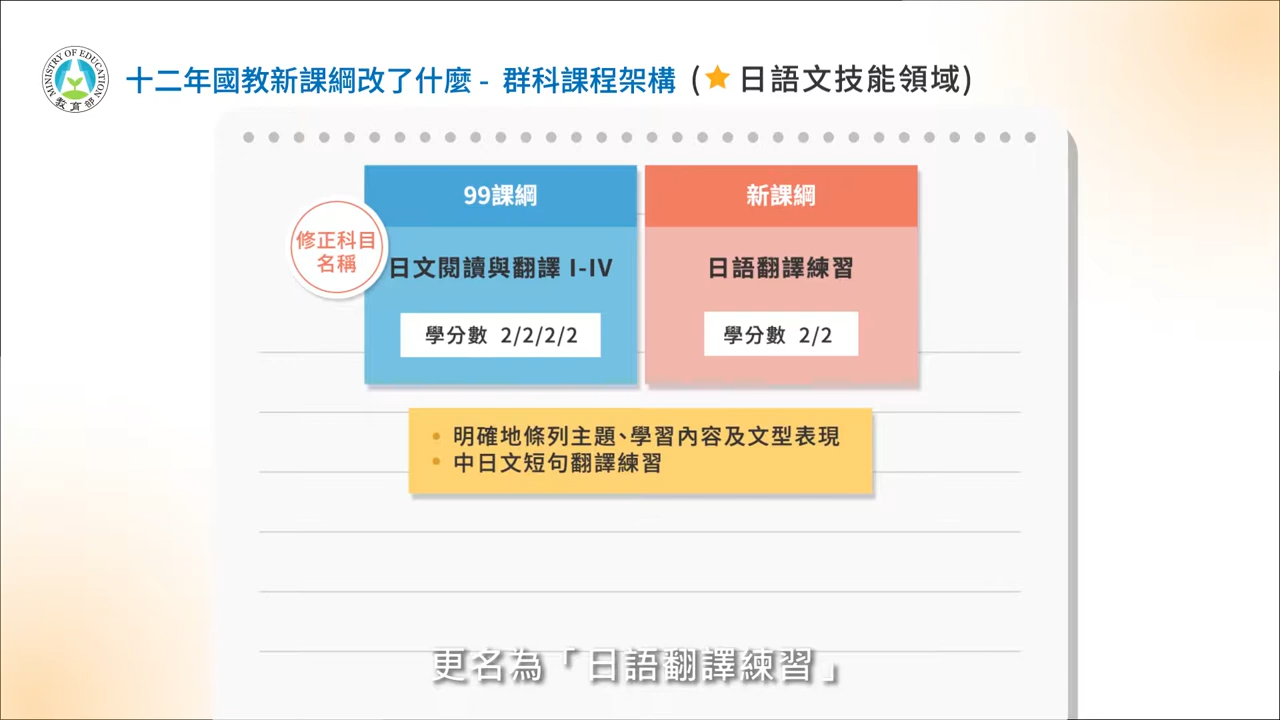 MINISTRY OF EDUCATION
教育部
十二年國教新課綱改了什麼 - 群科課程架構 (★ 日語文技能領域)
99課綱
新課綱
修正科目
名稱
日文閱讀與翻譯 I-IV
日語翻譯練習
學分數 2/2/2/2
學分數 2/2
• 明確地條列主題、學習內容及文型表現
• 中日文短句翻譯練習
更名為「日語翻譯練習」